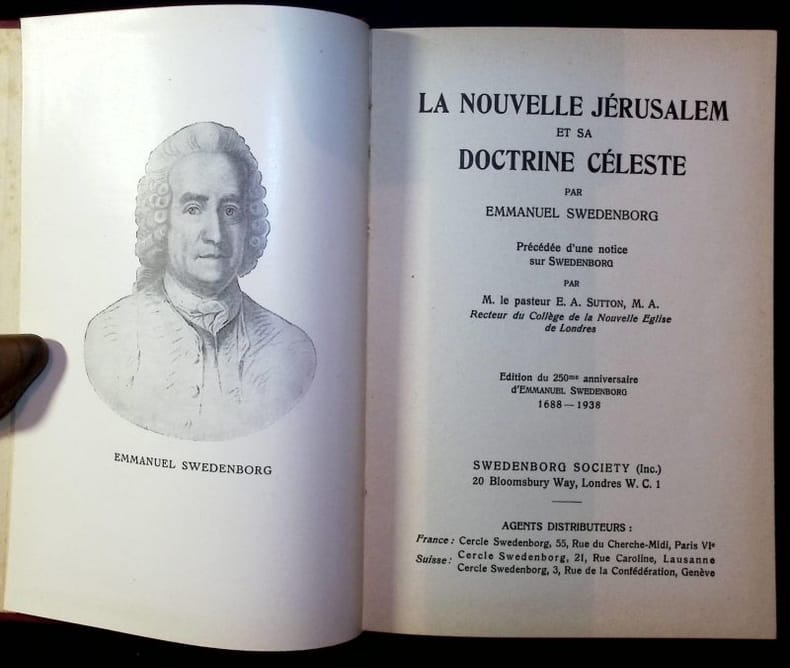 EMMANUEL SWEDENBORG
LA NOUVELLE JÉRUSALEM
ET SA
DOCTRINE CÉLESTE
PAR
EMMANUEL SWEDENBORG
Précédée d'une notice
sur SWEDENBORG
PAR
M. le pasteur E. A. SUTTON, M. A.
Recteur du Collège de la Nouvelle Eglise
de Londres
Edition du 250me anniversaire
d'EMMANUEL SWEDENBORG
1688 — 1938
SWEDENBORG SOCIETY (Inc.)
20 Bloomsbury Way, Londres W. C. 1
AGENTS DISTRIBUTEURS :
France : Cercle Swedenborg, 55, Rue du Cherche-Midi, Paris VIe
Suisse : Cercle Swedenborg, 21, Rue Caroline, Lausanne
Cercle Swedenborg, 3, Rue de la Confédération, Genève